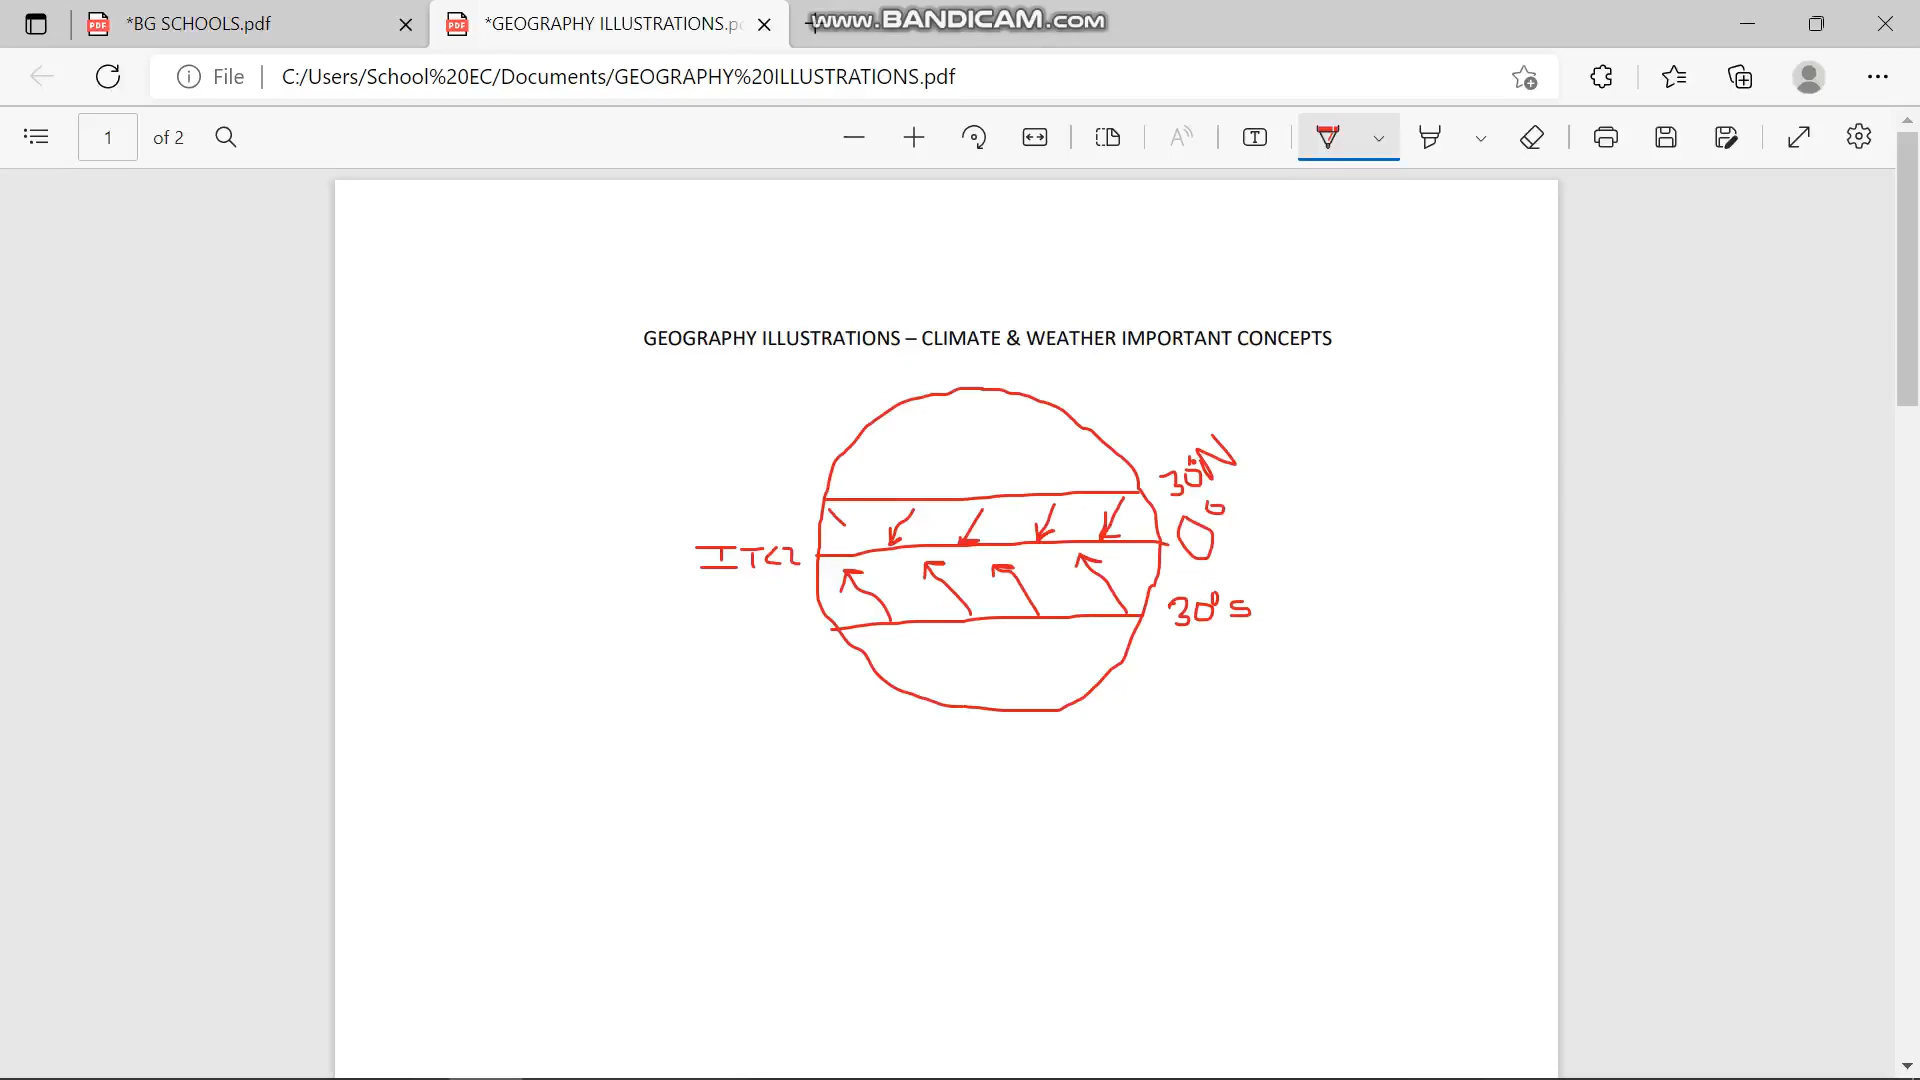 *BG SCHOOLS.pdf
*GEOGRAPHY ILLUSTRATIONS.pd
www.BANDICAM.com
File
C:/Users/School%20EC/Documents/GEOGRAPHY%20ILLUSTRATIONS.pdf
1 of 2
GEOGRAPHY ILLUSTRATIONS – CLIMATE & WEATHER IMPORTANT CONCEPTS
30°N
0°
ITCZ
30°S